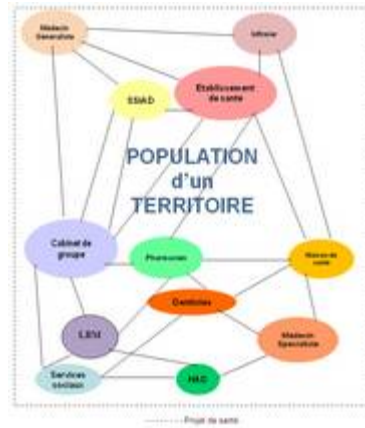 Médecin
Généraliste
Infirmier
SSIAD
Etablissement
de santé
POPULATION
d'un
TERRITOIRE
Cabinet de
groupe
Pharmacien
Maison de
santé
Dentistes
LBM
Médecin
Spécialiste
Services
sociaux
HAD
Projet de santé